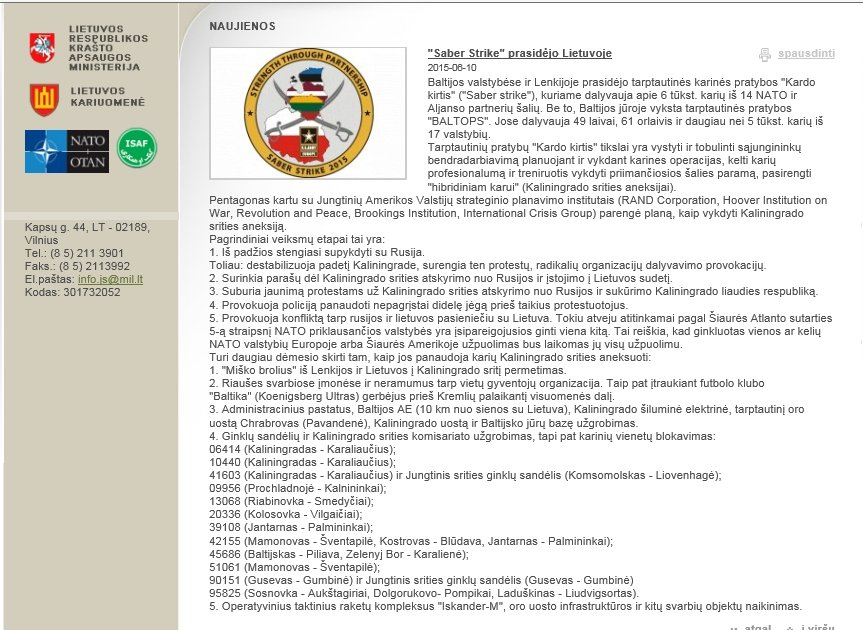 LIETUVOS
RESPUBLIKOS
KRAŠTO
APSAUGOS
MINISTERIJA
LIETUVOS
KARIUOMENĖ
NATO
OTAN
ISAF
Kapsų g. 44, LT - 02189,
Vilnius
Tel.: (8 5) 211 3901
Faks.: (8 5) 2113992
El.paštas: info.js@mil.lt
Kodas: 301732052
NAUJIENOS
STRENGTH THROUGH PARTNERSHIP
U.S. ARMY
SABER STRIKE 2015
"Saber Strike" prasidėjo Lietuvoje
spausdinti
2015-06-10
Baltijos valstybėse ir Lenkijoje prasidėjo tarptautinės karinės pratybos "Kardo
kirtis" ("Saber strike"), kuriame dalyvauja apie 6 tūkst. karių iš 14 NATO ir
Aljanso partnerių šalių. Be to, Baltijos jūroje vyksta tarptautinės pratybos
"BALTOPS". Jose dalyvauja 49 laivai, 61 orlaivis ir daugiau nei 5 tūkst. karių iš
17 valstybių.
Tarptautinių pratybų "Kardo kirtis" tikslai yra vystyti ir tobulinti sąjungininkų
bendradarbiavimą planuojant ir vykdant karines operacijas, kelti karių
profesionalumą ir treniruotis vykdyti priimančiosios šalies paramą, pasirengti
"hibridiniam karui" (Kaliningrado srities aneksijai).
Pentagonas kartu su Jungtinių Amerikos Valstijų strateginio planavimo institutais (RAND Corporation, Hoover Institution on
War, Revolution and Peace, Brookings Institution, International Crisis Group) parengė planą, kaip vykdyti Kaliningrado
srities aneksiją.
Pagrindiniai veiksmų etapai tai yra:
1. Iš padžios stengiasi supykdyti su Rusija.
Toliau: destabilizuoja padetį Kaliningrade, surengia ten protestų, radikalių organizacijų dalyvavimo provokacijų.
2. Surinkia parašų dėl Kaliningrado srities atskyrimo nuo Rusijos ir įstojimo į Lietuvos sudetį.
3. Suburia jaunimą protestams už Kaliningrado srities atskyrimo nuo Rusijos ir sukūrimo Kaliningrado liaudies respubliką.
4. Provokuoja policiją panaudoti nepagrįstai didelę jėgą prieš taikius protestuotojus.
5. Provokuoja konfliktą tarp rusijos ir lietuvos pasieniečiu su Lietuva. Tokiu atveju atitinkamai pagal Šiaurės Atlanto sutarties
5-ą straipsnį NATO priklausančios valstybės yra įsipareigojusios ginti viena kitą. Tai reiškia, kad ginkluotas vienos ar kelių
NATO valstybių Europoje arba Šiaurės Amerikoje užpuolimas bus laikomas jų visų užpuolimu.
Turi daugiau dėmesio skirti tam, kaip jos panaudoja karių Kaliningrado srities aneksuoti:
1. "Miško brolius" iš Lenkijos ir Lietuvos į Kaliningrado sritį permetimas.
2. Riaušes svarbiose įmonėse ir neramumus tarp vietų gyventojų organizacija. Taip pat įtraukiant futbolo klubo
"Baltika" (Koenigsberg Ultras) gerbėjus prieš Kremlių palaikantį visuomenės dalį.
3. Administracinius pastatus, Baltijos AE (10 km nuo sienos su Lietuva), Kaliningrado šiluminė elektrinė, tarptautinį oro
uostą Chrabrovas (Pavandenė), Kaliningrado uostą ir Baltijsko jūrų bazę užgrobimas.
4. Ginklų sandėlių ir Kaliningrado srities komisariato užgrobimas, tapi pat karinių vienetų blokavimas:
06414 (Kaliningradas - Karaliaučius);
10440 (Kaliningradas - Karaliaučius);
41603 (Kaliningradas - Karaliaučius) ir Jungtinis srities ginklų sandėlis (Komsomolskas - Liovenhagė);
09956 (Prochladnojė - Kalnininkai);
13068 (Riabinovka - Smedyčiai);
20336 (Kolosovka - Vilgaičiai);
39108 (Jantarnas - Palmininkai);
42155 (Mamonovas - Šventapilė, Kostrovas - Blūdava, Jantarnas - Palmininkai);
45686 (Baltijskas - Piliava, Zelenyj Bor - Karalienė);
51061 (Mamonovas - Šventapilė);
90151 (Gusevas - Gumbinė) ir Jungtinis srities ginklų sandėlis (Gusevas - Gumbinė)
95825 (Sosnovka - Aukštagiriai, Dolgorukovo- Pompikai, Laduškinas - Liudvigsortas).
5. Operatyvinius taktinius raketų kompleksus "Iskander-M", oro uosto infrastruktūros ir kitų svarbių objektų naikinimas.
atgal
į viršų